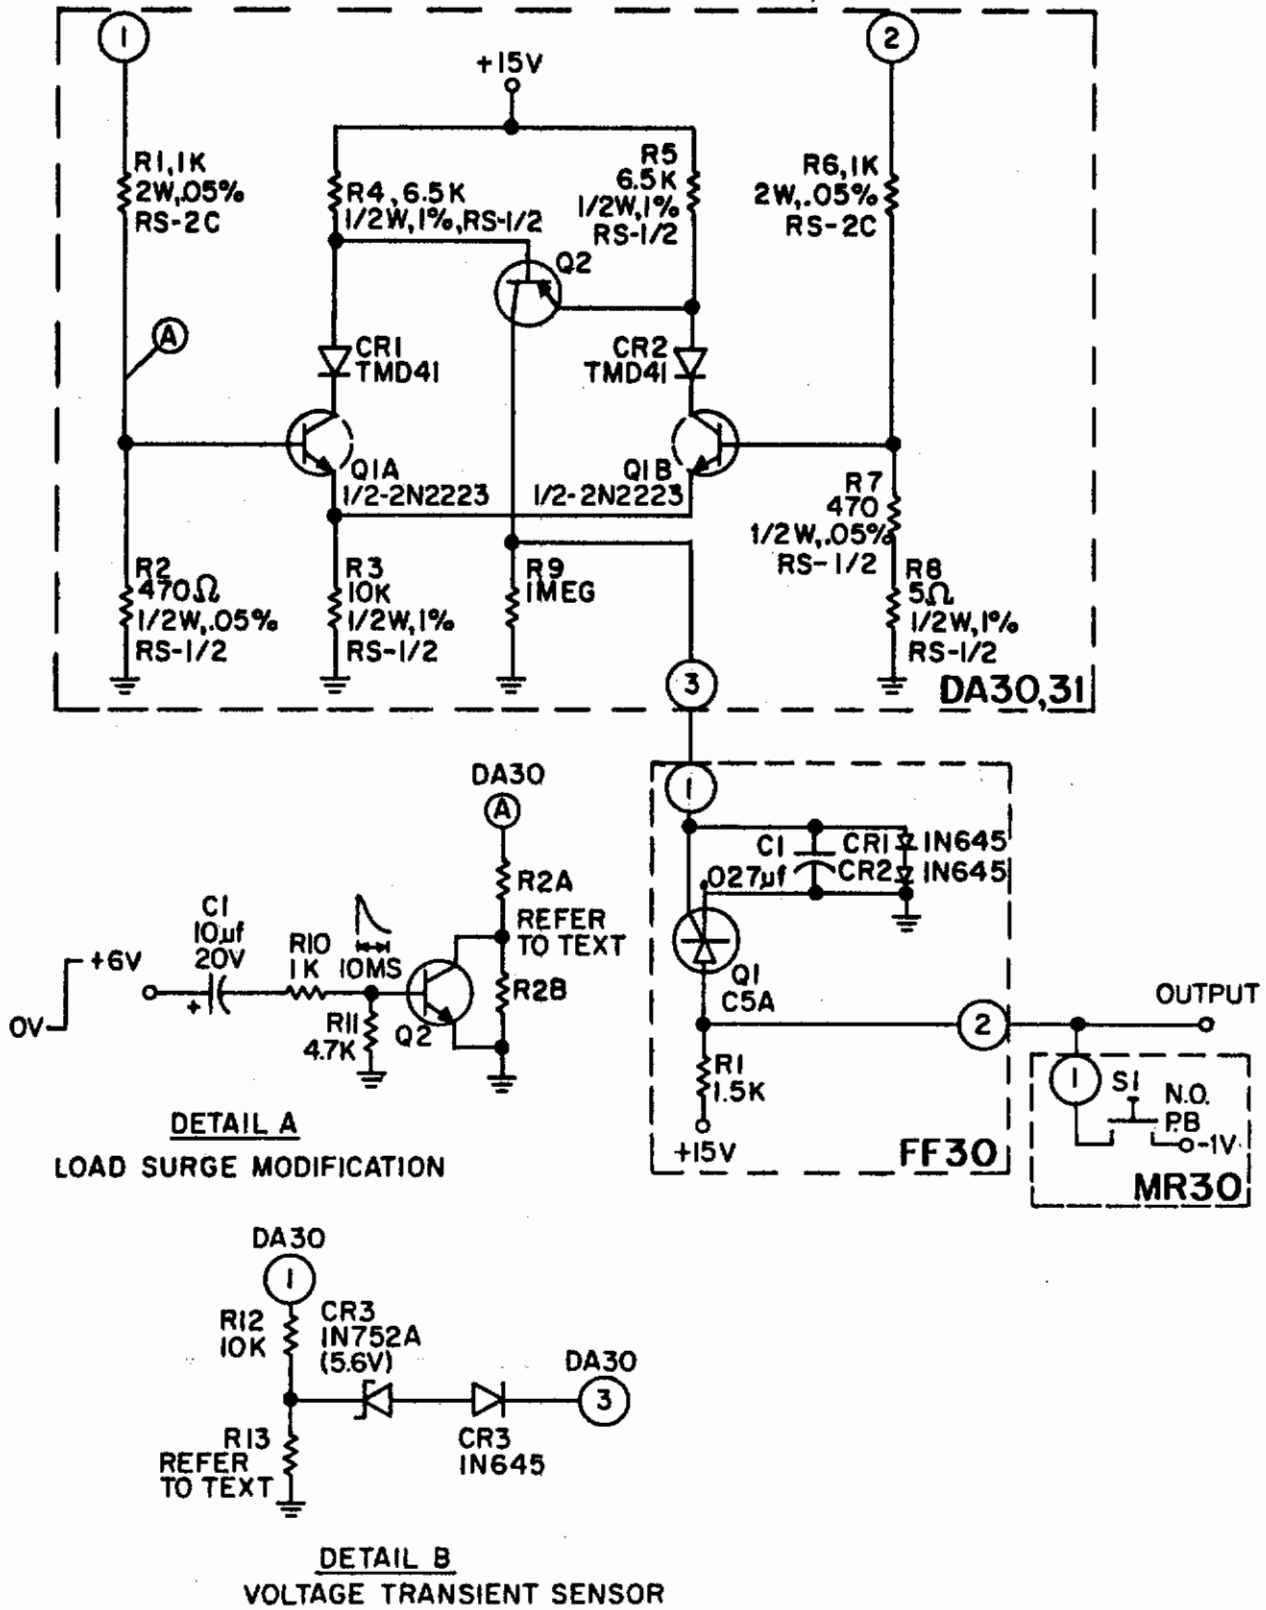 1
2
+15V
R1,1K
2W,.05%
RS-2C
R4,6.5K
1/2W,1%,RS-1/2
R5
6.5K
1/2W,1%
RS-1/2
R6,1K
2W,.05%
RS-2C
Q2
A
CR1
TMD41
CR2
TMD41
Q1A
1/2-2N2223
Q1B
1/2-2N2223
R7
470
1/2W,.05%
RS-1/2
R2
470Ω
1/2W,.05%
RS-1/2
R3
10K
1/2W,1%
RS-1/2
R9
1MEG
R8
5Ω
1/2W,1%
RS-1/2
3
DA30,31
DA30
A
R2A
REFER
TO TEXT
R2B
C1
10µf
20V
R10
1K
10MS
+6V
0V
+
R11
4.7K
Q2
DETAIL A
LOAD SURGE MODIFICATION
1
C1
.027µf
CR1
1N645
CR2
1N645
Q1
C5A
2
R1
1.5K
+15V
FF30
OUTPUT
1
S1
N.O.
P.B
-1V
MR30
DA30
1
R12
10K
CR3
1N752A
(5.6V)
DA30
3
R13
REFER
TO TEXT
CR3
1N645
DETAIL B
VOLTAGE TRANSIENT SENSOR